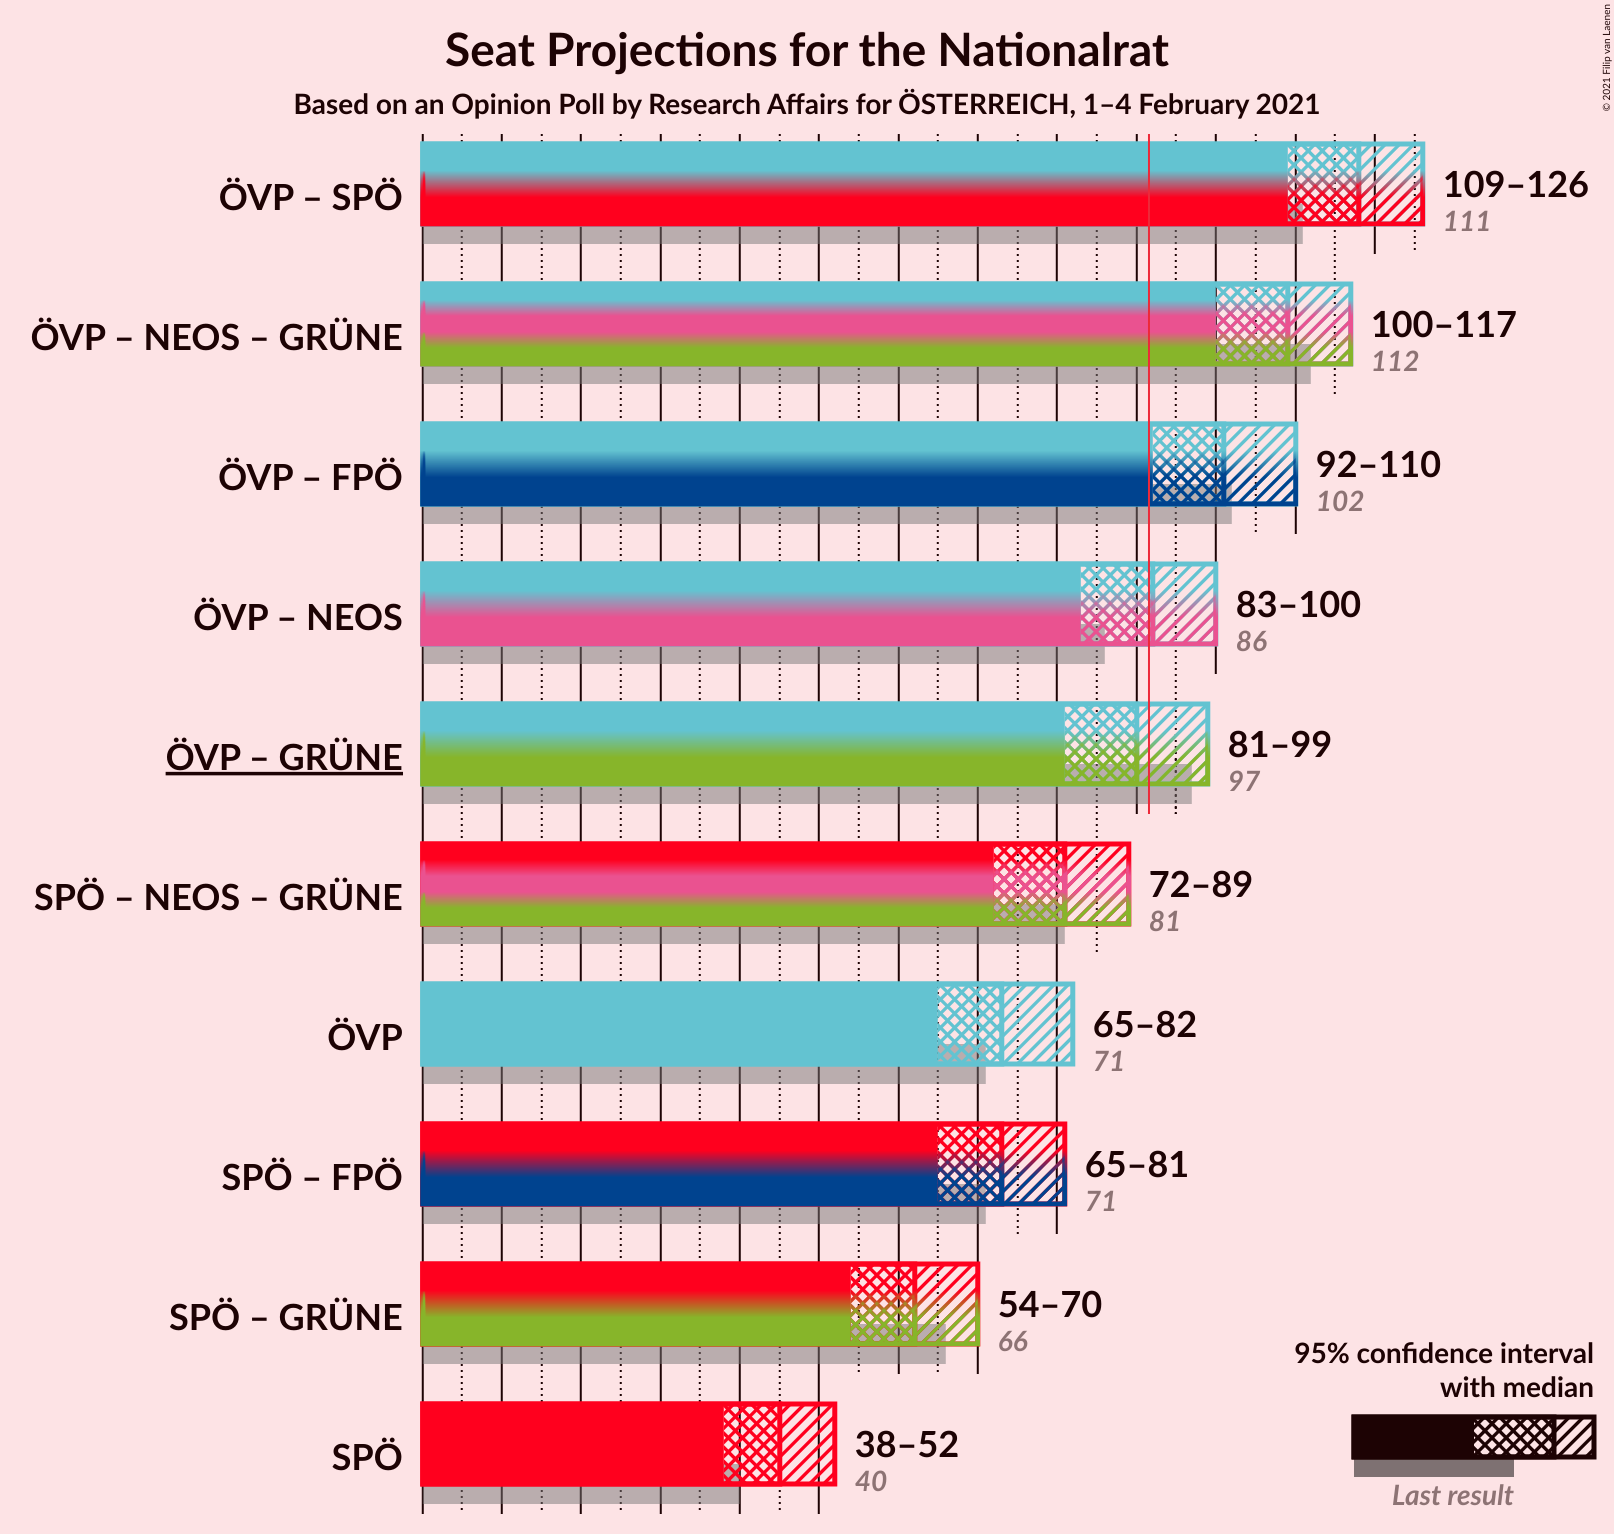 Seat Projections for the Nationalrat
Based on an Opinion Poll by Research Affairs for ÖSTERREICH, 1–4 February 2021
© 2021 Filip van Laenen
ÖVP – SPÖ
109–126
111
ÖVP – NEOS – GRÜNE
100–117
112
ÖVP – FPÖ
92–110
102
ÖVP – NEOS
83–100
86
ÖVP – GRÜNE
81–99
97
SPÖ – NEOS – GRÜNE
72–89
81
ÖVP
65–82
71
SPÖ – FPÖ
65–81
71
SPÖ – GRÜNE
54–70
66
SPÖ
38–52
40
95% confidence interval
with median
Last result